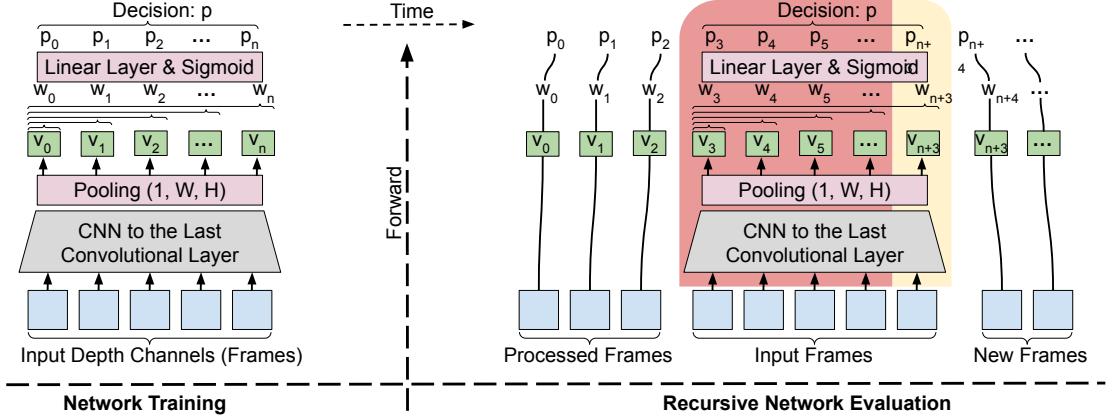 Decision: p
p0 p1 p2 ... pn
Linear Layer & Sigmoid
w0 w1 w2 ... wn
v0 v1 v2 ... vn
Pooling (1, W, H)
CNN to the Last
Convolutional Layer
Input Depth Channels (Frames)
Network Training
Time
Forward
Decision: p
p0 p1 p2 p3 p4 p5 ... pn+3 pn+4 ...
Linear Layer & Sigmoid
w0 w1 w2 w3 w4 w5 ... wn+3 wn+4 ...
v0 v1 v2 v3 v4 v5 ... vn+3 vn+3 ...
Pooling (1, W, H)
CNN to the Last
Convolutional Layer
Processed Frames Input Frames New Frames
Recursive Network Evaluation